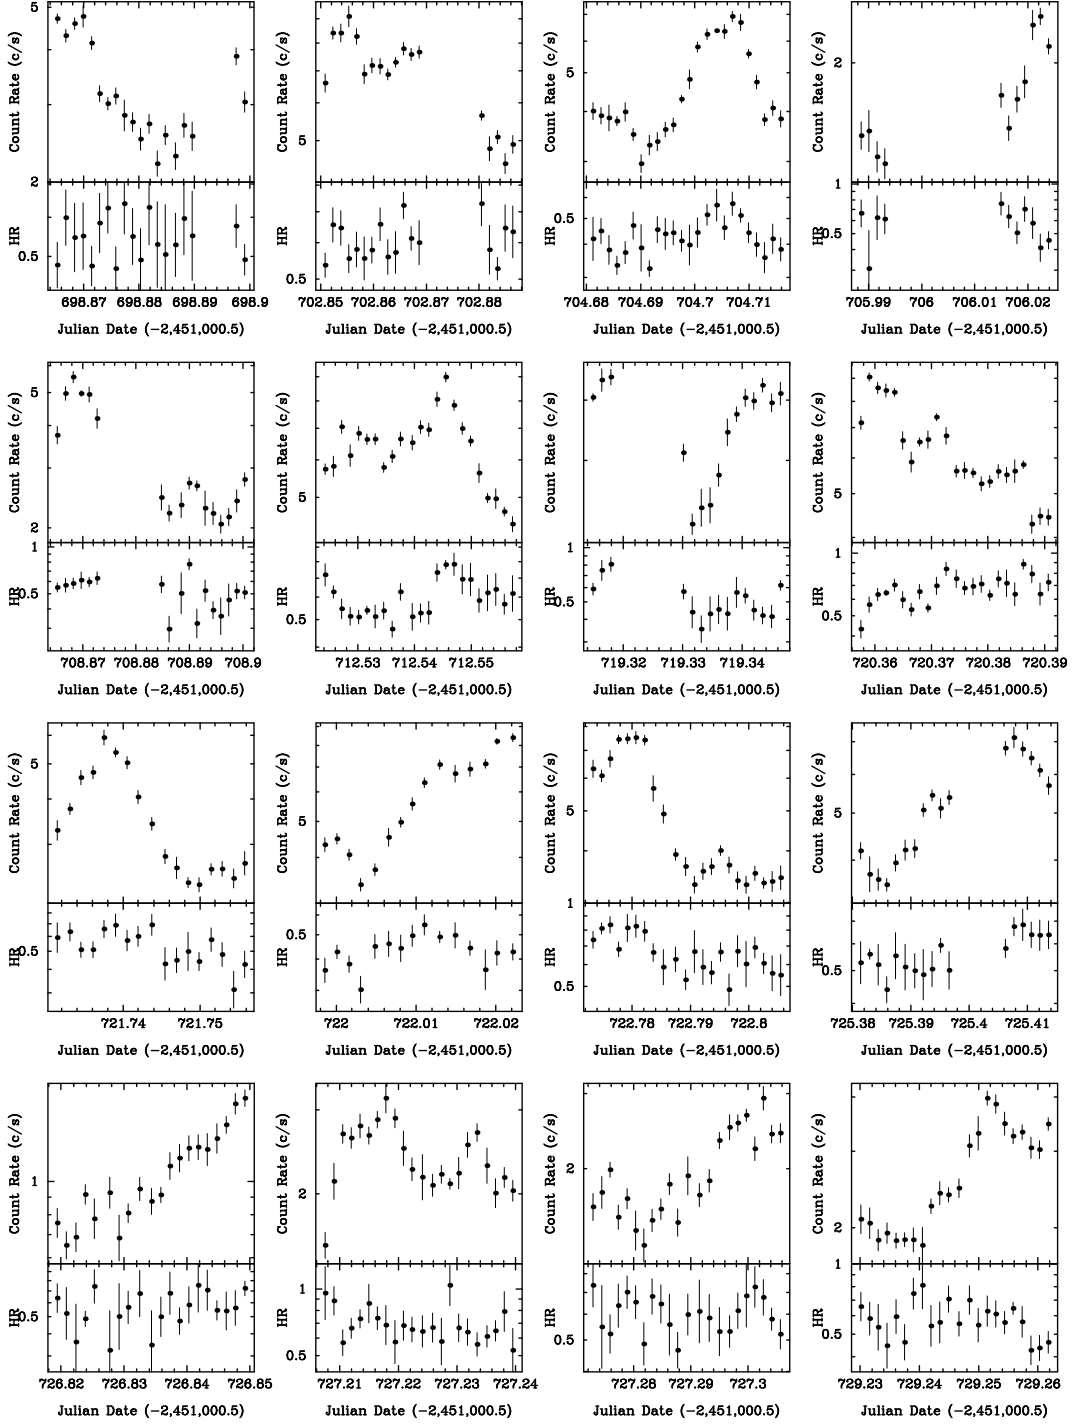 5
2
Count Rate (c/s)
0.5
HR
698.87 698.88 698.89 698.9
Julian Date (−2,451,000.5)
5
Count Rate (c/s)
0.5
HR
702.85 702.86 702.87 702.88
Julian Date (−2,451,000.5)
5
Count Rate (c/s)
0.5
HR
704.68 704.69 704.7 704.71
Julian Date (−2,451,000.5)
2
1
Count Rate (c/s)
0.5
HR
705.99 706 706.01 706.02
Julian Date (−2,451,000.5)
5
2
Count Rate (c/s)
1
0.5
HR
708.87 708.88 708.89 708.9
Julian Date (−2,451,000.5)
5
Count Rate (c/s)
0.5
HR
712.53 712.54 712.55
Julian Date (−2,451,000.5)
Count Rate (c/s)
1
0.5
HR
719.32 719.33 719.34
Julian Date (−2,451,000.5)
5
Count Rate (c/s)
1
0.5
HR
720.36 720.37 720.38 720.39
Julian Date (−2,451,000.5)
5
Count Rate (c/s)
0.5
HR
721.74 721.75
Julian Date (−2,451,000.5)
5
Count Rate (c/s)
0.5
HR
722 722.01 722.02
Julian Date (−2,451,000.5)
5
Count Rate (c/s)
1
0.5
HR
722.78 722.79 722.8
Julian Date (−2,451,000.5)
5
Count Rate (c/s)
0.5
HR
725.38 725.39 725.4 725.41
Julian Date (−2,451,000.5)
1
Count Rate (c/s)
0.5
HR
726.82 726.83 726.84 726.85
Julian Date (−2,451,000.5)
2
Count Rate (c/s)
1
0.5
HR
727.21 727.22 727.23 727.24
Julian Date (−2,451,000.5)
2
Count Rate (c/s)
0.5
HR
727.28 727.29 727.3
Julian Date (−2,451,000.5)
2
Count Rate (c/s)
1
0.5
HR
729.23 729.24 729.25 729.26
Julian Date (−2,451,000.5)